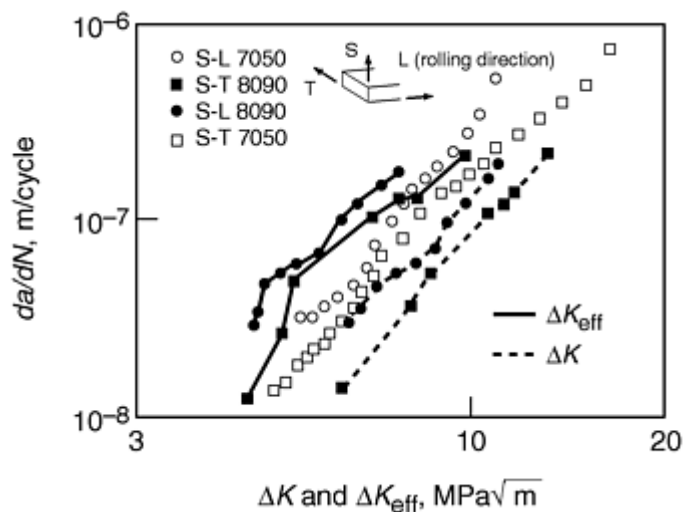 10⁻⁶
S-L 7050
S-T 8090
S-L 8090
S-T 7050
S
L (rolling direction)
T
da/dN, m/cycle
10⁻⁷
ΔK_eff
ΔK
10⁻⁸
3
10
20
ΔK and ΔK_eff, MPa√m